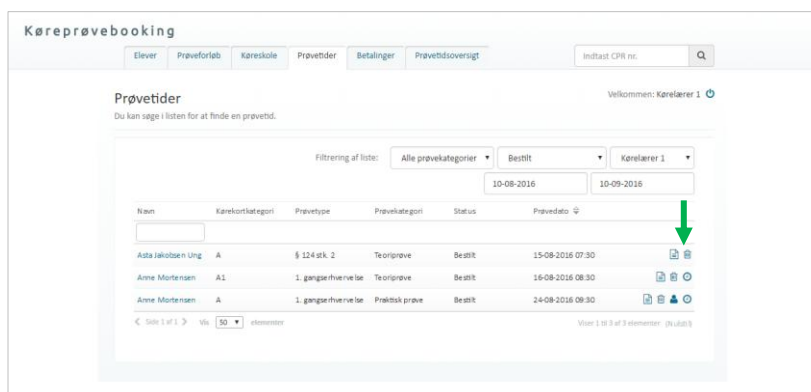 Køreprøvebooking
Elever Prøveforløb Køreskole Prøvetider Betalinger Prøvetidsoversigt Indtast CPR nr.
Prøvetider Velkommen: Kørelærer 1
Du kan søge i listen for at finde en prøvetid.
Filtrering af liste: Alle prøvekategorier Bestilt Kørelærer 1
10-08-2016 10-09-2016
Navn Kørekortkategori Prøvetype Prøvekategori Status Prøvedato
Asta Jakobsen Ung A § 124 stk. 2 Teoriprøve Bestilt 15-08-2016 07:30
Anne Mortensen A1 1. gangserhvervelse Teoriprøve Bestilt 16-08-2016 08:30
Anne Mortensen A 1. gangserhvervelse Praktisk prøve Bestilt 24-08-2016 09:30
Side 1 af 1 Vis 50 elementer Viser 1 til 3 af 3 elementer (Nulstil)